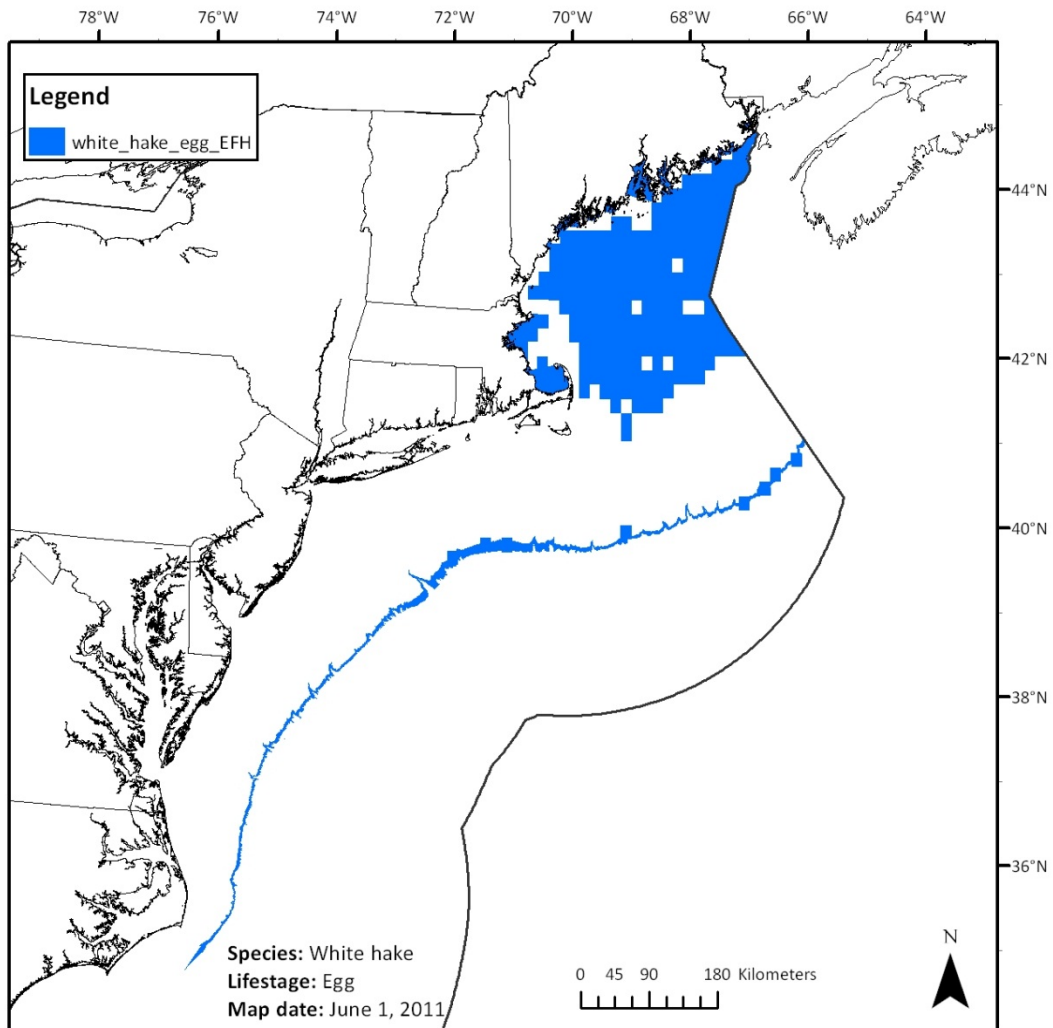 78°W 76°W 74°W 72°W 70°W 68°W 66°W 64°W
Legend
white_hake_egg_EFH
44°N
42°N
40°N
38°N
36°N
Species: White hake
Lifestage: Egg
Map date: June 1, 2011
0 45 90 180 Kilometers
N